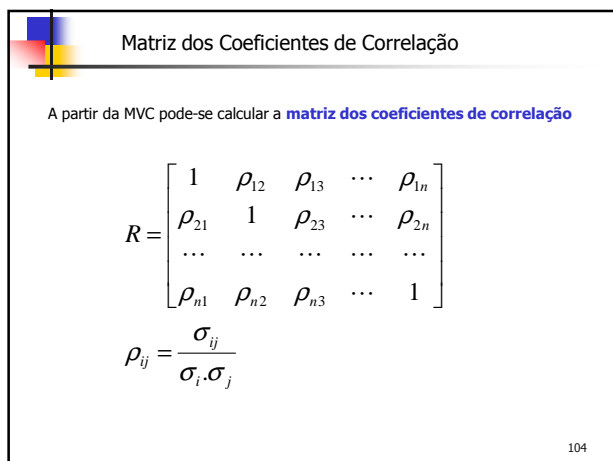 Matriz dos Coeficientes de Correlação
A partir da MVC pode-se calcular a matriz dos coeficientes de correlação
R = [ 1 ρ12 ρ13 ⋯ ρ1n
ρ21 1 ρ23 ⋯ ρ2n
⋯ ⋯ ⋯ ⋯ ⋯
ρn1 ρn2 ρn3 ⋯ 1 ]
ρij = σij / σi.σj
104